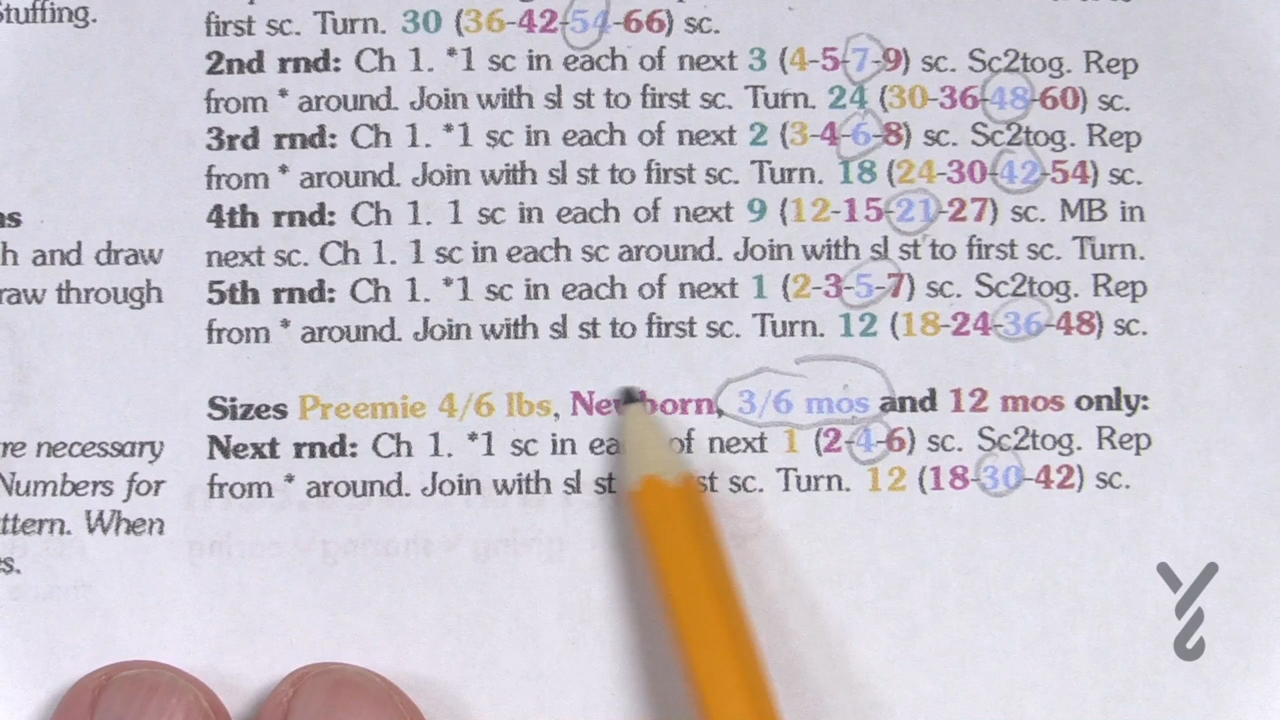 Stuffing.
first sc. Turn. 30 (36-42-54-66) sc.
2nd rnd: Ch 1. *1 sc in each of next 3 (4-5-7-9) sc. Sc2tog. Rep
from * around. Join with sl st to first sc. Turn. 24 (30-36-48-60) sc.
3rd rnd: Ch 1. *1 sc in each of next 2 (3-4-6-8) sc. Sc2tog. Rep
from * around. Join with sl st to first sc. Turn. 18 (24-30-42-54) sc.
4th rnd: Ch 1. 1 sc in each of next 9 (12-15-21-27) sc. MB in
next sc. Ch 1. 1 sc in each sc around. Join with sl st to first sc. Turn.
5th rnd: Ch 1. *1 sc in each of next 1 (2-3-5-7) sc. Sc2tog. Rep
from * around. Join with sl st to first sc. Turn. 12 (18-24-36-48) sc.
h and draw
raw through
Sizes Preemie 4/6 lbs, Newborn, 3/6 mos and 12 mos only:
Next rnd: Ch 1. *1 sc in ea of next 1 (2-4-6) sc. Sc2tog. Rep
from * around. Join with sl st st sc. Turn. 12 (18-30-42) sc.
re necessary
Numbers for
ttern. When